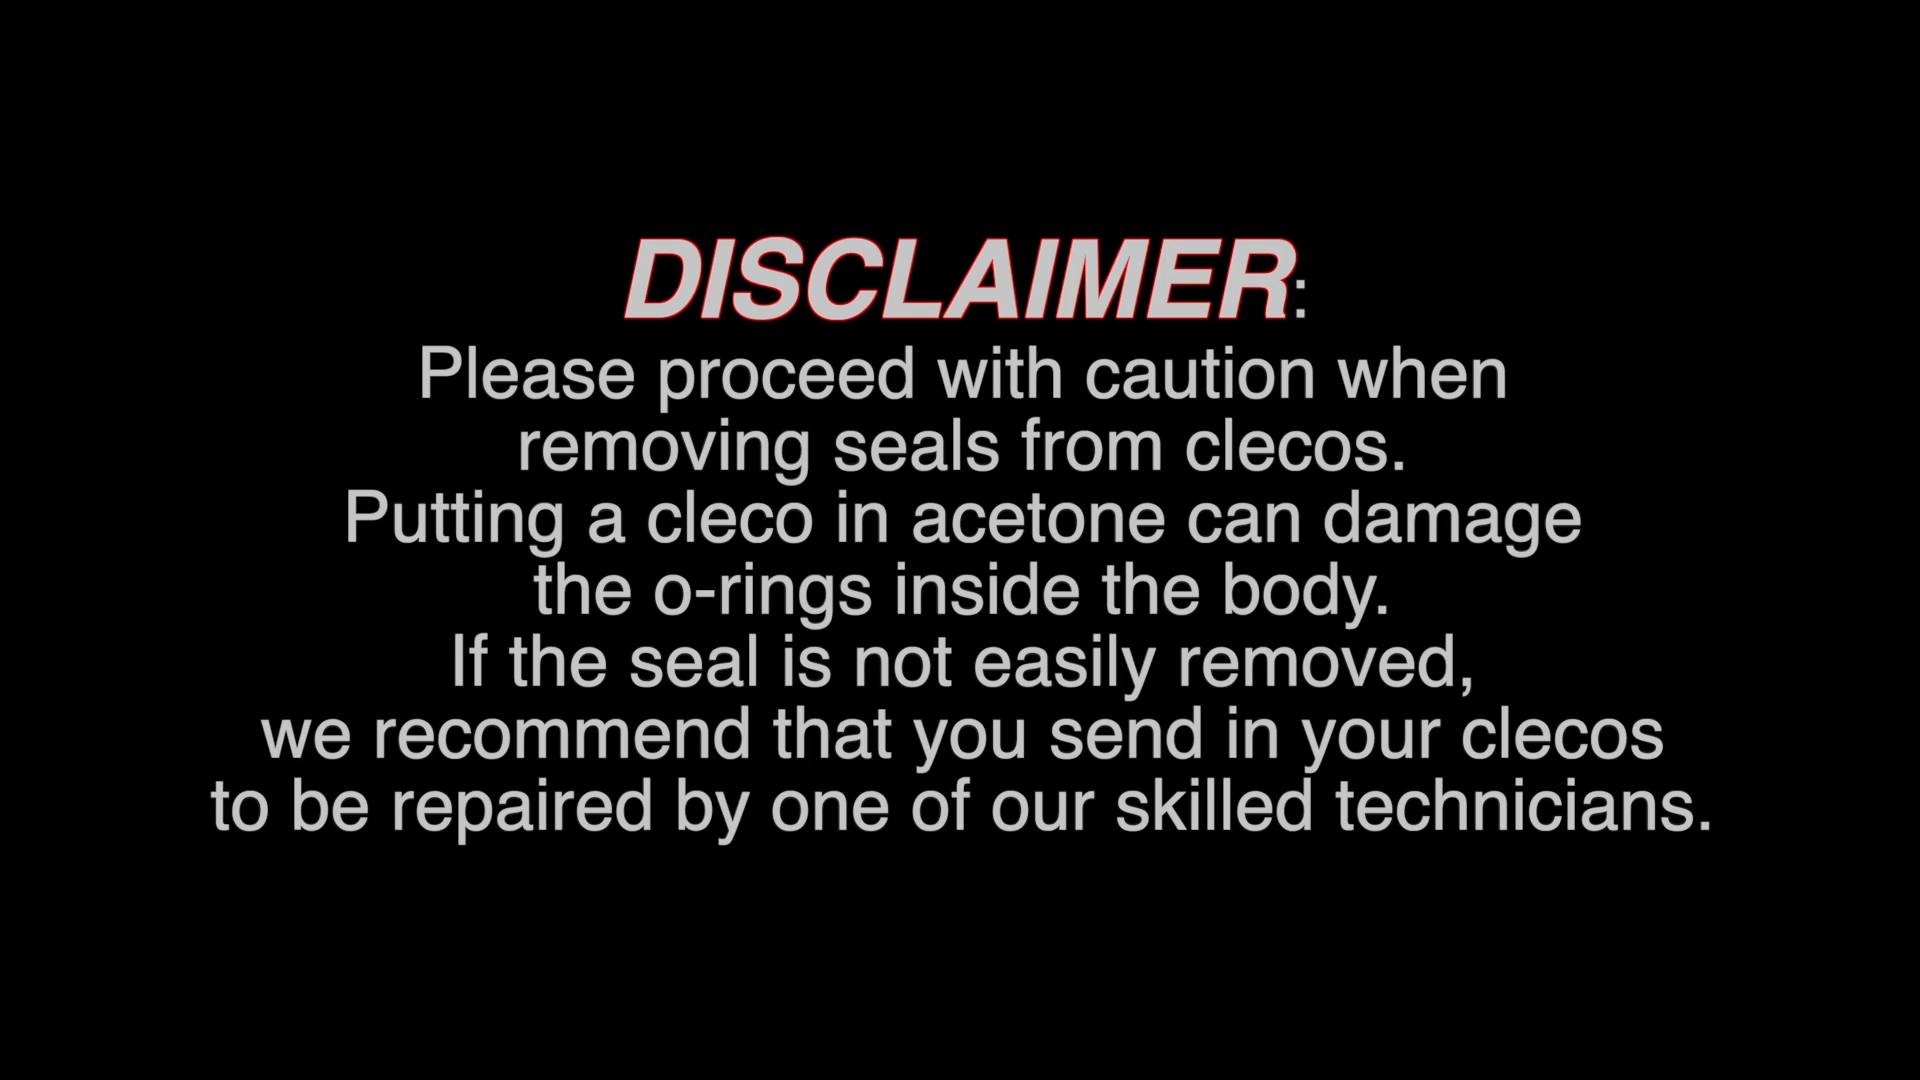 DISCLAIMER:
Please proceed with caution when
removing seals from clecos.
Putting a cleco in acetone can damage
the o-rings inside the body.
If the seal is not easily removed,
we recommend that you send in your clecos
to be repaired by one of our skilled technicians.